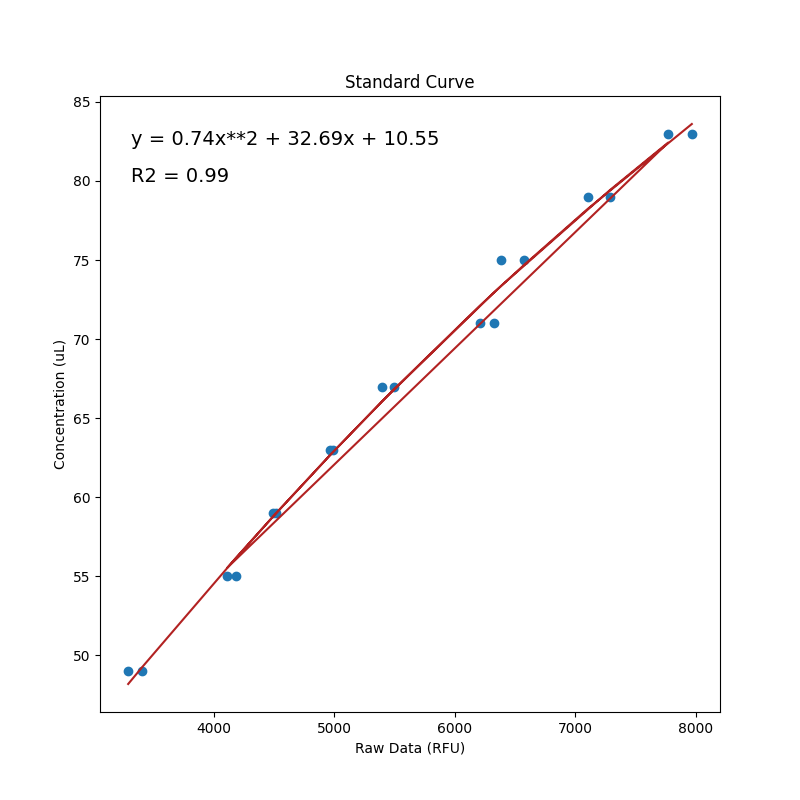 Standard Curve
y = 0.74x**2 + 32.69x + 10.55
R2 = 0.99
85
80
75
70
65
60
55
50
Concentration (uL)
4000 5000 6000 7000 8000
Raw Data (RFU)